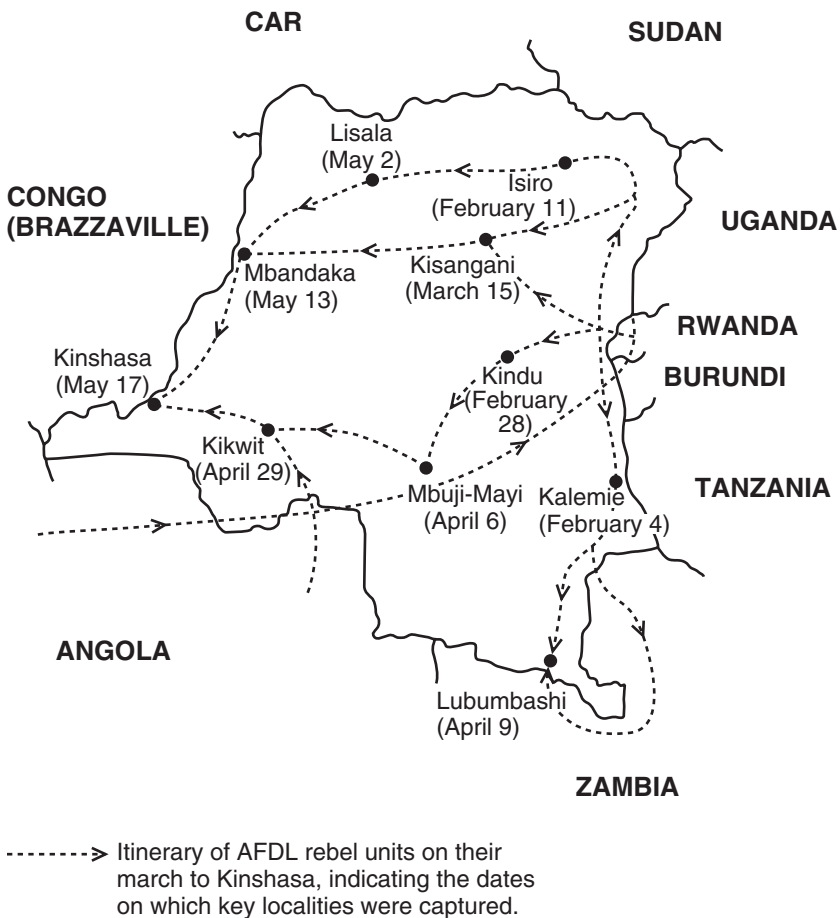 CAR
SUDAN
Lisala
(May 2)
Isiro
(February 11)
CONGO
(BRAZZAVILLE)
UGANDA
Mbandaka
(May 13)
Kisangani
(March 15)
RWANDA
Kinshasa
(May 17)
Kindu
(February
28)
BURUNDI
Kikwit
(April 29)
Mbuji-Mayi
(April 6)
Kalemie
(February 4)
TANZANIA
ANGOLA
Lubumbashi
(April 9)
ZAMBIA
Itinerary of AFDL rebel units on their
march to Kinshasa, indicating the dates
on which key localities were captured.